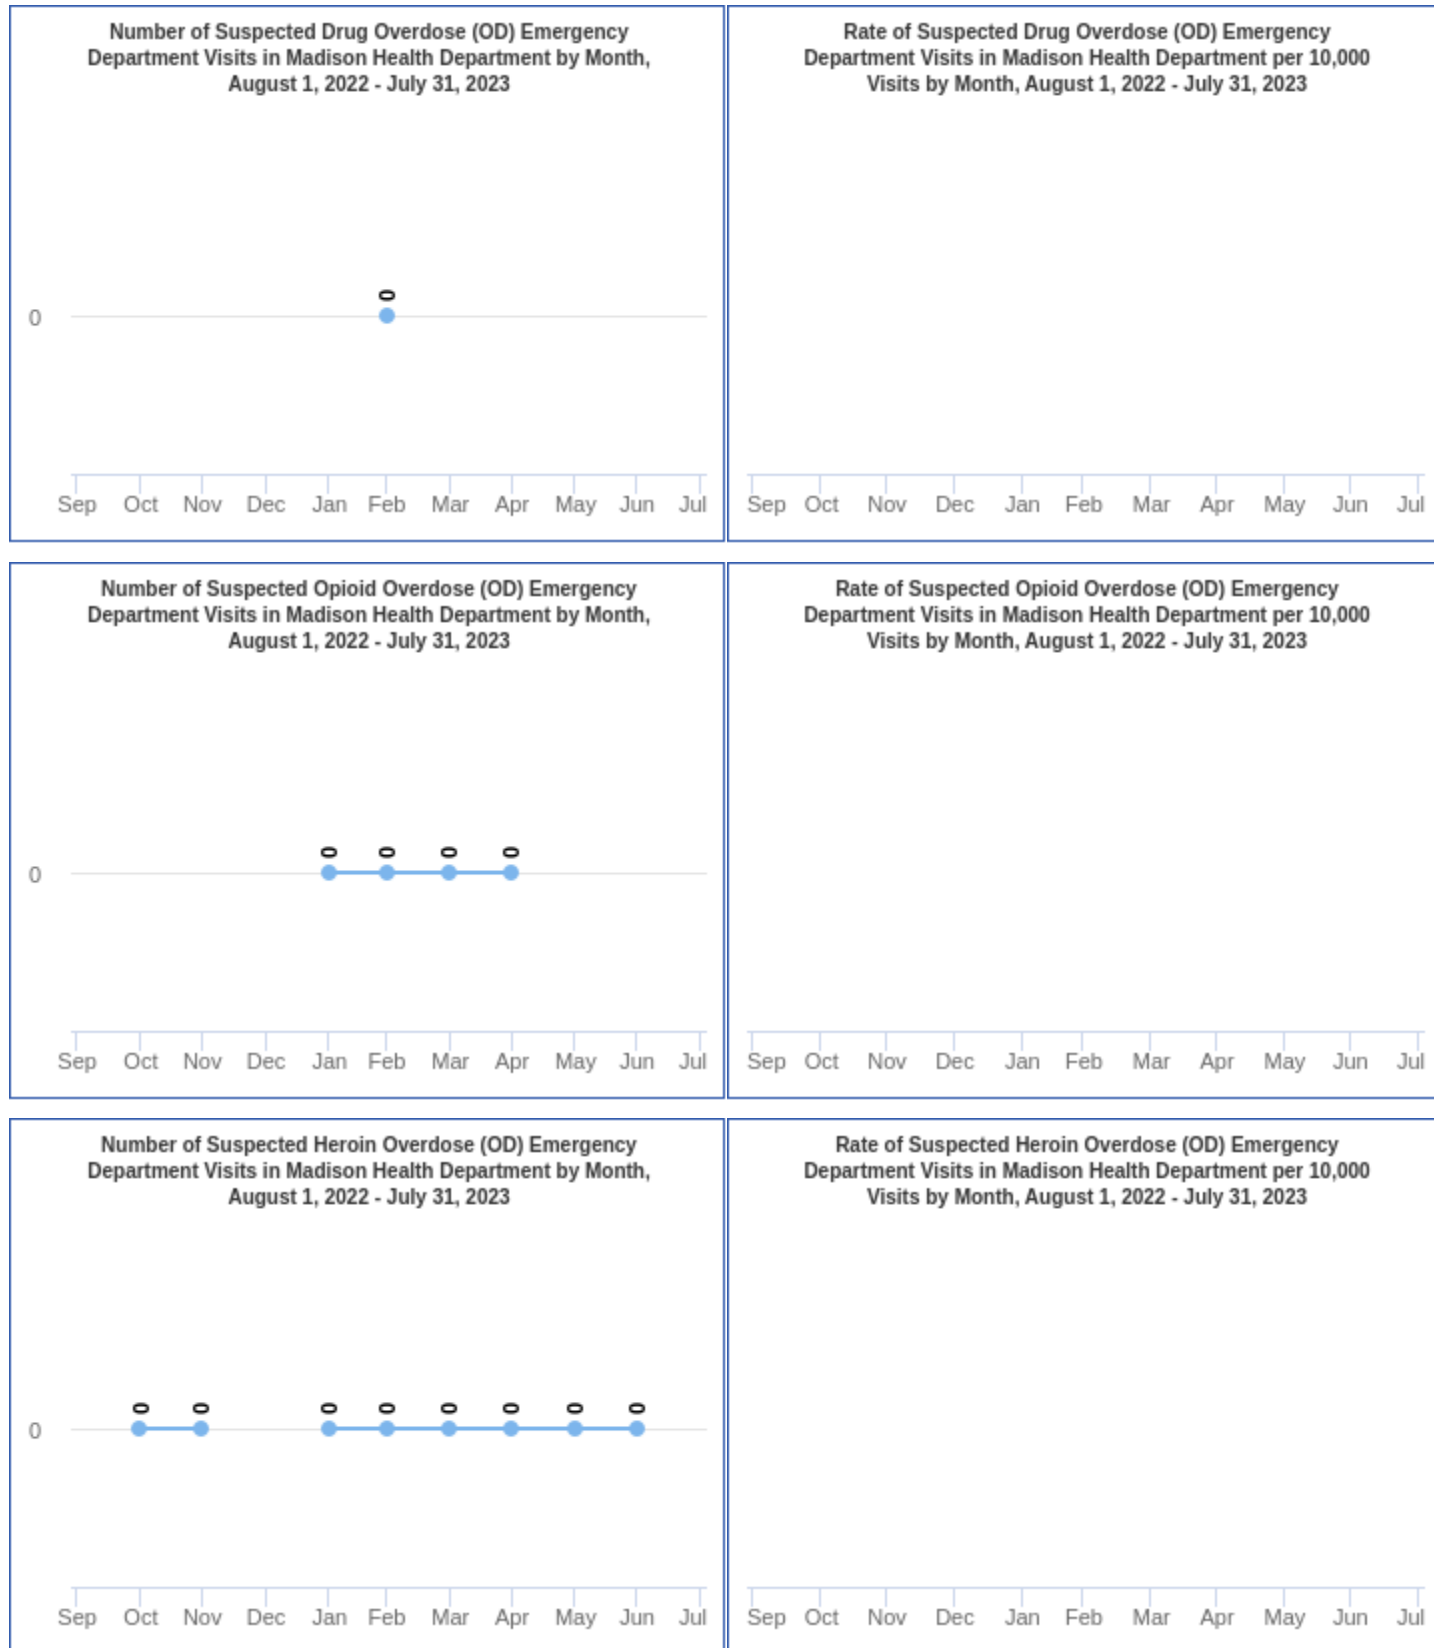 Number of Suspected Drug Overdose (OD) Emergency
Department Visits in Madison Health Department by Month,
August 1, 2022 - July 31, 2023
0
0
Sep Oct Nov Dec Jan Feb Mar Apr May Jun Jul
Rate of Suspected Drug Overdose (OD) Emergency
Department Visits in Madison Health Department per 10,000
Visits by Month, August 1, 2022 - July 31, 2023
Sep Oct Nov Dec Jan Feb Mar Apr May Jun Jul
Number of Suspected Opioid Overdose (OD) Emergency
Department Visits in Madison Health Department by Month,
August 1, 2022 - July 31, 2023
0 0 0 0
0
Sep Oct Nov Dec Jan Feb Mar Apr May Jun Jul
Rate of Suspected Opioid Overdose (OD) Emergency
Department Visits in Madison Health Department per 10,000
Visits by Month, August 1, 2022 - July 31, 2023
Sep Oct Nov Dec Jan Feb Mar Apr May Jun Jul
Number of Suspected Heroin Overdose (OD) Emergency
Department Visits in Madison Health Department by Month,
August 1, 2022 - July 31, 2023
0 0 0 0 0 0 0 0
0
Sep Oct Nov Dec Jan Feb Mar Apr May Jun Jul
Rate of Suspected Heroin Overdose (OD) Emergency
Department Visits in Madison Health Department per 10,000
Visits by Month, August 1, 2022 - July 31, 2023
Sep Oct Nov Dec Jan Feb Mar Apr May Jun Jul